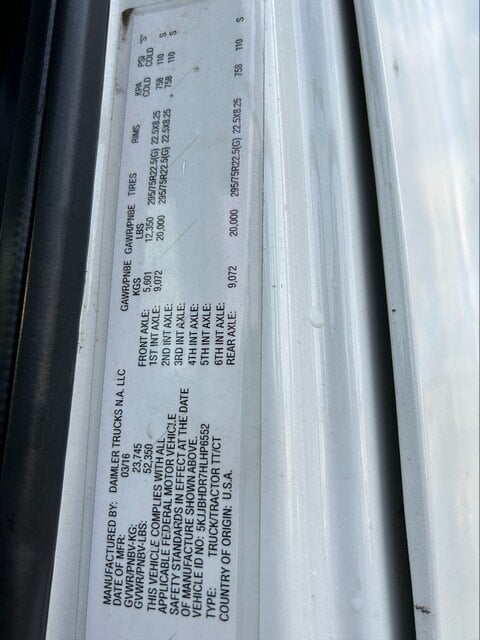 MANUFACTURED BY: DAIMLER TRUCKS N.A. LLC
DATE OF MFR: 03/16
GVWR/PNBV-KG: 23,745
GVWR/PNBV-LBS: 52,350
THIS VEHICLE COMPLIES WITH ALL
APPLICABLE FEDERAL MOTOR VEHICLE
SAFETY STANDARDS IN EFFECT AT THE DATE
OF MANUFACTURE SHOWN ABOVE.
VEHICLE ID NO: 5KJJBHDR7HLHP6552
TYPE: TRUCK/TRACTOR TT/CT
COUNTRY OF ORIGIN: U.S.A.
GAWR/PNBE GAWR/PNBE TIRES RIMS KPA PSI "S"
KGS LBS COLD COLD
FRONT AXLE: 5,601 12,350 295/75R22.5(G) 22.5X8.25 758 110 S
1ST INT AXLE: 9,072 20,000 295/75R22.5(G) 22.5X8.25 758 110 S
2ND INT AXLE:
3RD INT AXLE:
4TH INT AXLE:
5TH INT AXLE:
6TH INT AXLE:
REAR AXLE: 9,072 20,000 295/75R22.5(G) 22.5X8.25 758 110 S